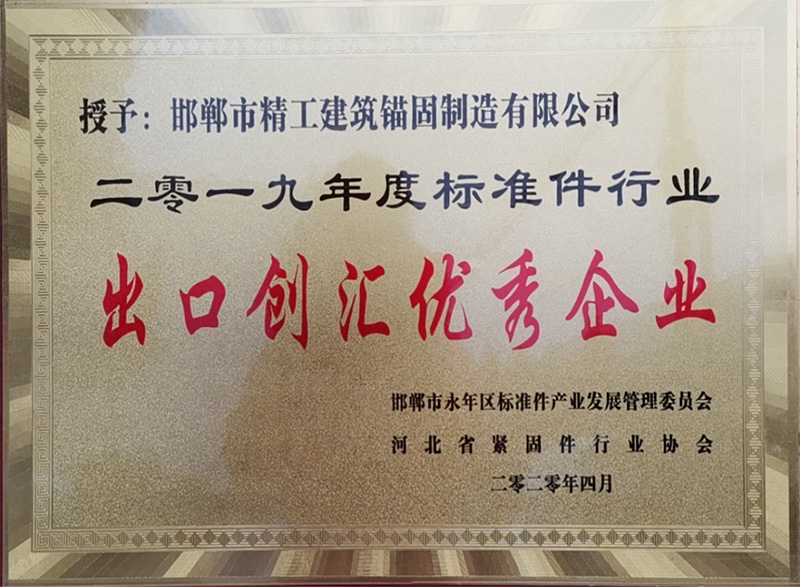 授予：邯郸市精工建筑锚固制造有限公司
二零一九年度标准件行业
出口创汇优秀企业
邯郸市永年区标准件产业发展管理委员会
河北省紧固件行业协会
二零二零年四月